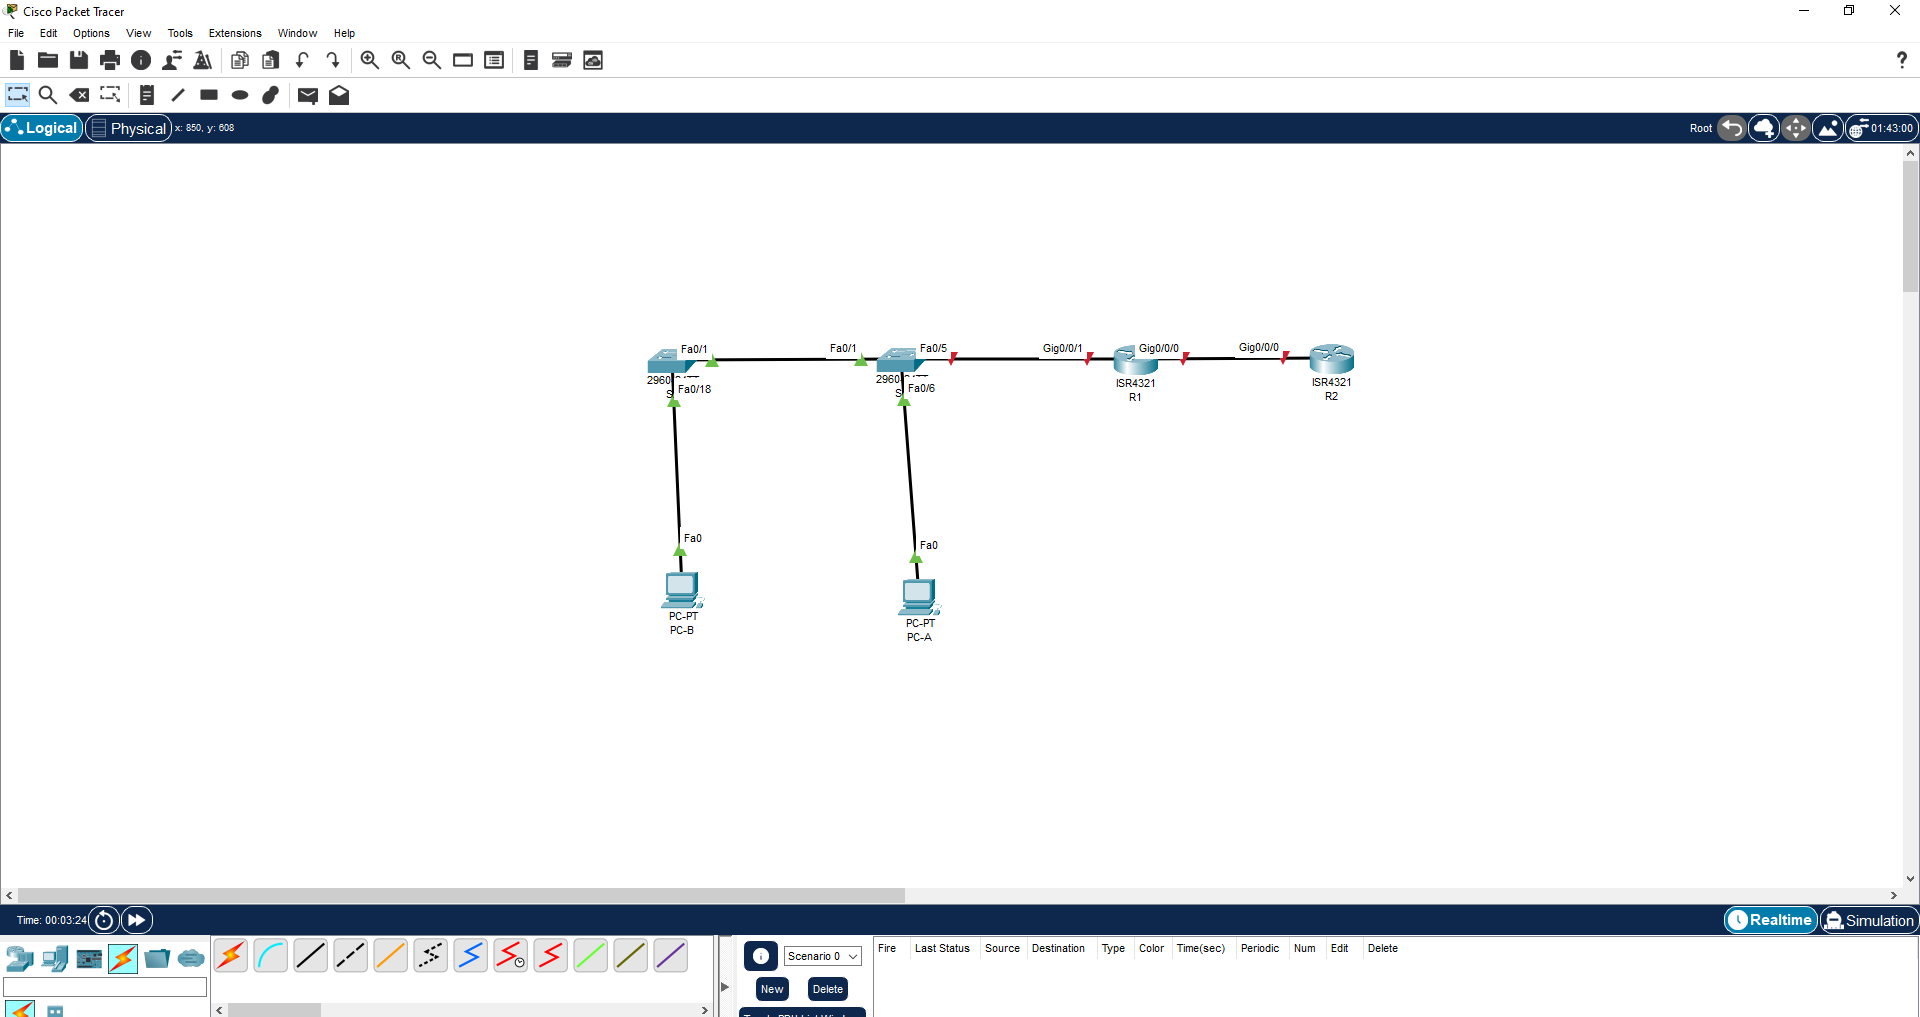 Cisco Packet Tracer
File Edit Options View Tools Extensions Window Help
?
Logical Physical x: 850, y: 608 Root 01:43:00
Fa0/1 Fa0/1 Fa0/5 Gig0/0/1 Gig0/0/0 Gig0/0/0
2960 2960 ISR4321 ISR4321
S Fa0/18 S Fa0/6 R1 R2
Fa0 Fa0
PC-PT PC-PT
PC-B PC-A
Time: 00:03:24 Realtime Simulation
Scenario 0 Fire Last Status Source Destination Type Color Time(sec) Periodic Num Edit Delete
New Delete